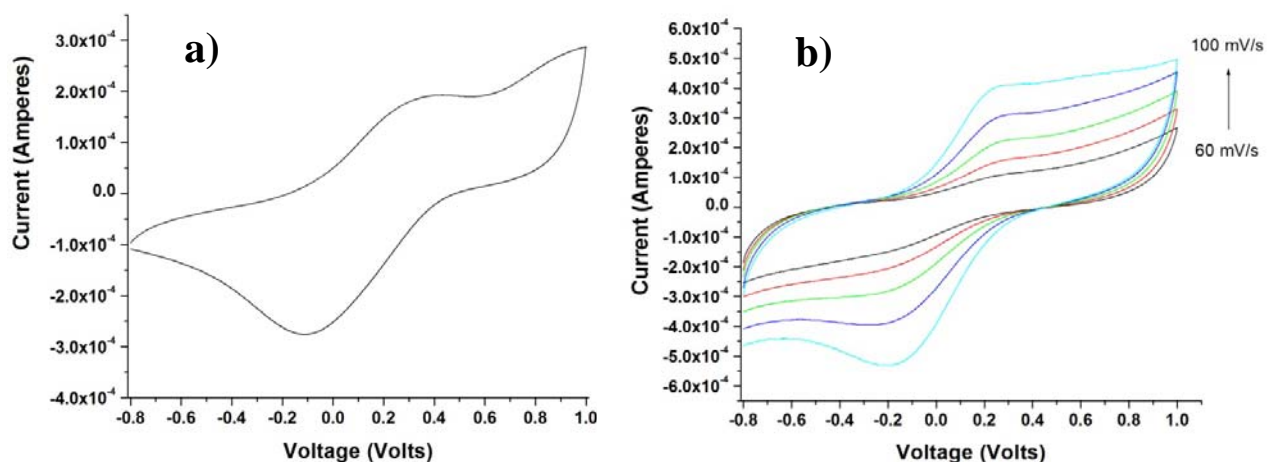 a)
Current (Amperes)
3.0x10⁻⁴
2.0x10⁻⁴
1.0x10⁻⁴
0.0
-1.0x10⁻⁴
-2.0x10⁻⁴
-3.0x10⁻⁴
-4.0x10⁻⁴
-0.8 -0.6 -0.4 -0.2 0.0 0.2 0.4 0.6 0.8 1.0
Voltage (Volts)
b)
Current (Amperes)
6.0x10⁻⁴
5.0x10⁻⁴
4.0x10⁻⁴
3.0x10⁻⁴
2.0x10⁻⁴
1.0x10⁻⁴
0.0
-1.0x10⁻⁴
-2.0x10⁻⁴
-3.0x10⁻⁴
-4.0x10⁻⁴
-5.0x10⁻⁴
-6.0x10⁻⁴
-0.8 -0.6 -0.4 -0.2 0.0 0.2 0.4 0.6 0.8 1.0
Voltage (Volts)
100 mV/s
60 mV/s